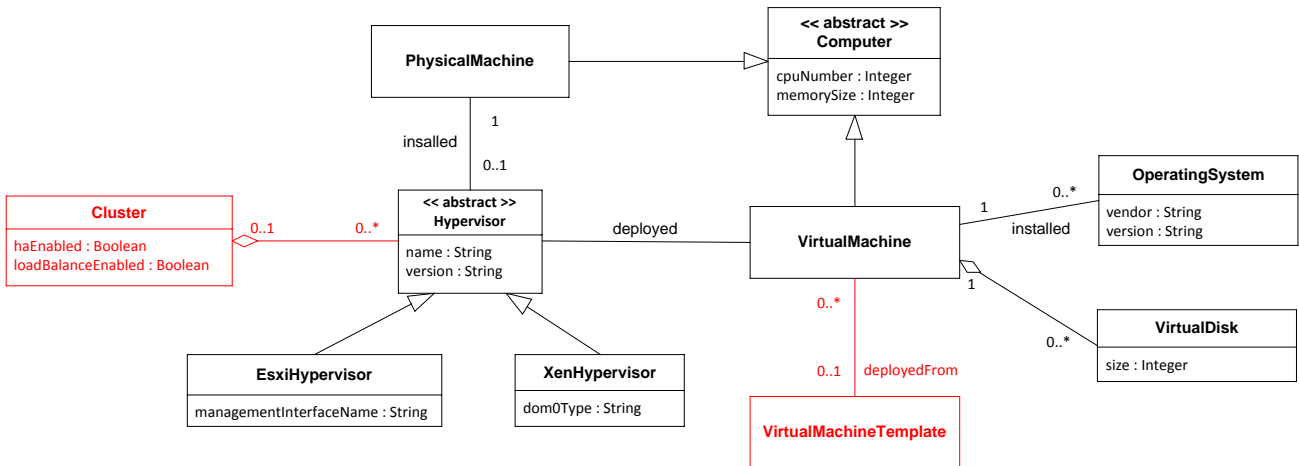 << abstract >>
Computer
cpuNumber : Integer
memorySize : Integer
PhysicalMachine
1
insalled
0..1
<< abstract >>
Hypervisor
name : String
version : String
Cluster
haEnabled : Boolean
loadBalanceEnabled : Boolean
0..1
0..*
deployed
VirtualMachine
1
installed
0..*
OperatingSystem
vendor : String
version : String
1
0..*
VirtualDisk
size : Integer
0..*
0..1
deployedFrom
VirtualMachineTemplate
EsxiHypervisor
managementInterfaceName : String
XenHypervisor
dom0Type : String